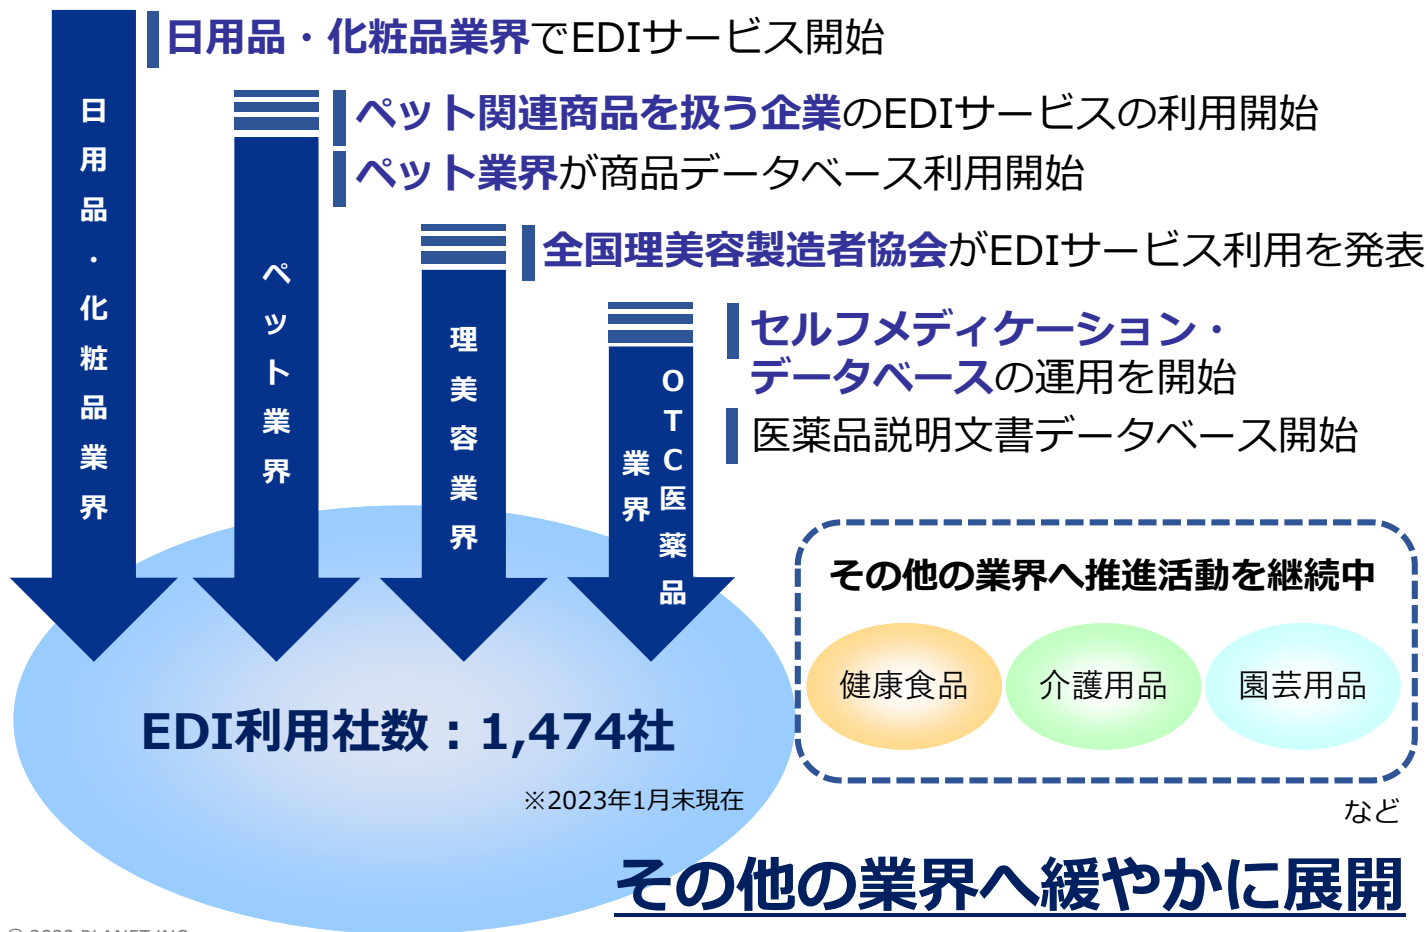 日用品・化粧品業界でEDIサービス開始
ペット関連商品を扱う企業のEDIサービスの利用開始
ペット業界が商品データベース利用開始
全国理美容製造者協会がEDIサービス利用を発表
セルフメディケーション・
データベースの運用を開始
医薬品説明文書データベース開始
日用品・化粧品業界
ペット業界
理美容業界
OTC医薬品
業界
その他の業界へ推進活動を継続中
健康食品
介護用品
園芸用品
など
EDI利用社数：1,474社
※2023年1月末現在
その他の業界へ緩やかに展開